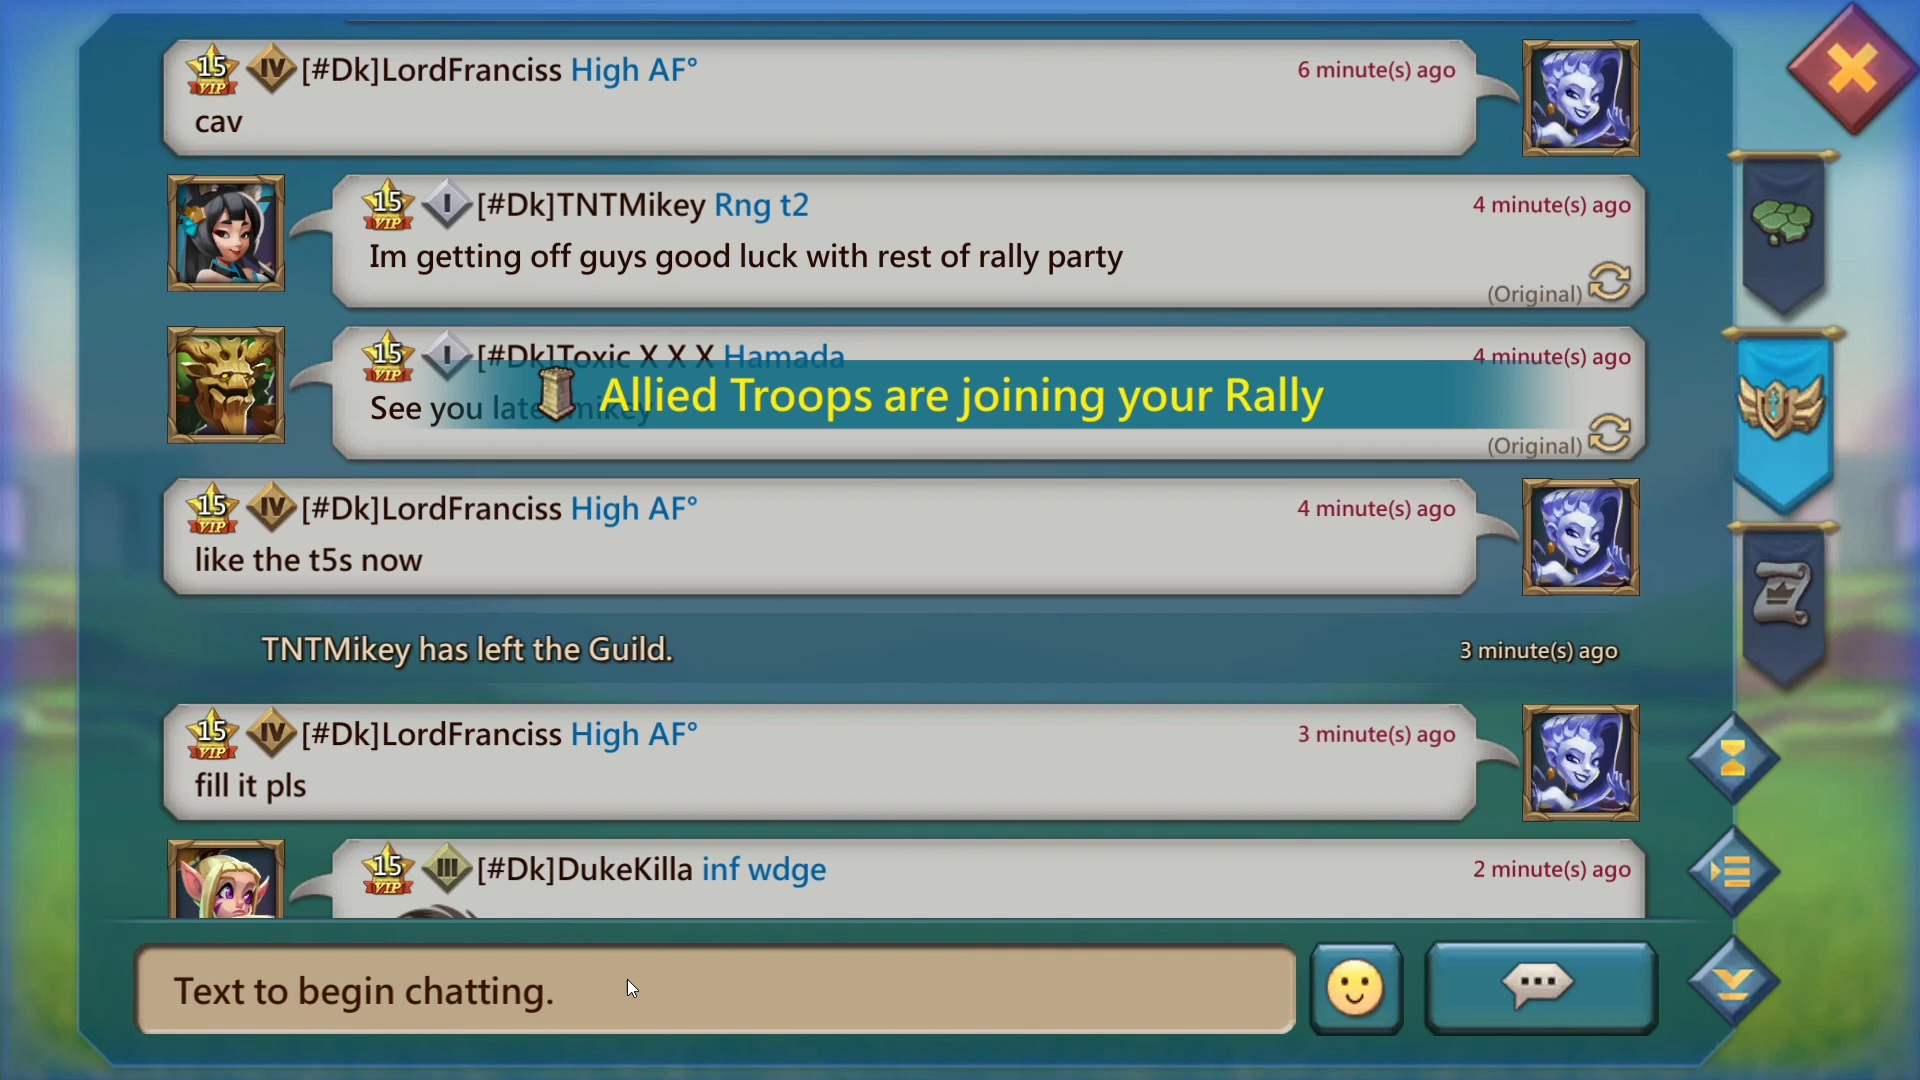 15 VIP IV [#Dk]LordFranciss High AF° 6 minute(s) ago
cav
15 VIP I [#Dk]TNTMikey Rng t2 4 minute(s) ago
Im getting off guys good luck with rest of rally party
(Original)
15 VIP I [#Dk]Toxic X X X Hamada 4 minute(s) ago
Allied Troops are joining your Rally
See you later mikey
(Original)
15 VIP IV [#Dk]LordFranciss High AF° 4 minute(s) ago
like the t5s now
TNTMikey has left the Guild. 3 minute(s) ago
15 VIP IV [#Dk]LordFranciss High AF° 3 minute(s) ago
fill it pls
15 VIP III [#Dk]DukeKilla inf wdge 2 minute(s) ago
Text to begin chatting.